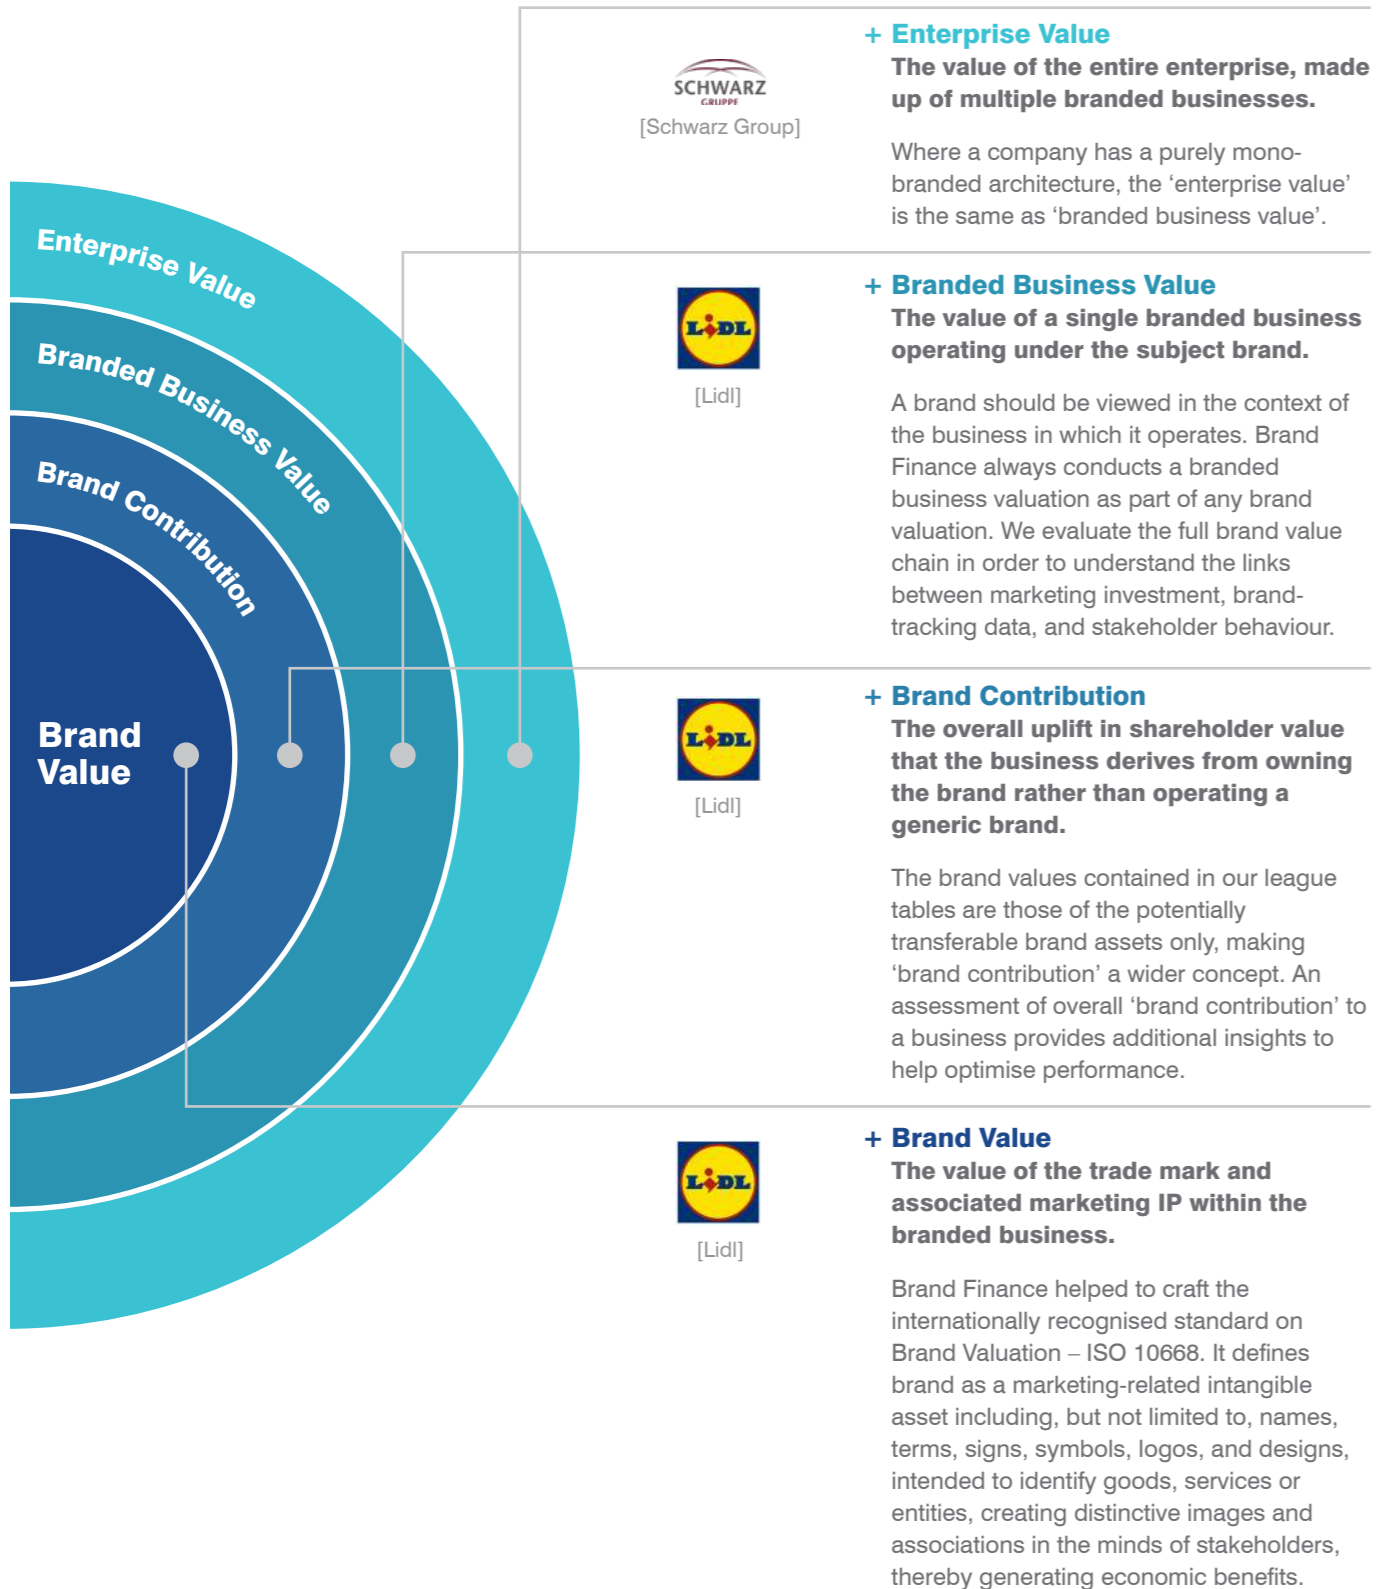 Enterprise Value
Branded Business Value
Brand Contribution
Brand
Value
SCHWARZ
GRUPPE
[Schwarz Group]
+ Enterprise Value
The value of the entire enterprise, made
up of multiple branded businesses.
Where a company has a purely mono-
branded architecture, the ‘enterprise value’
is the same as ‘branded business value’.
LiDL
[Lidl]
+ Branded Business Value
The value of a single branded business
operating under the subject brand.
A brand should be viewed in the context of
the business in which it operates. Brand
Finance always conducts a branded
business valuation as part of any brand
valuation. We evaluate the full brand value
chain in order to understand the links
between marketing investment, brand-
tracking data, and stakeholder behaviour.
LiDL
[Lidl]
+ Brand Contribution
The overall uplift in shareholder value
that the business derives from owning
the brand rather than operating a
generic brand.
The brand values contained in our league
tables are those of the potentially
transferable brand assets only, making
‘brand contribution’ a wider concept. An
assessment of overall ‘brand contribution’ to
a business provides additional insights to
help optimise performance.
LiDL
[Lidl]
+ Brand Value
The value of the trade mark and
associated marketing IP within the
branded business.
Brand Finance helped to craft the
internationally recognised standard on
Brand Valuation – ISO 10668. It defines
brand as a marketing-related intangible
asset including, but not limited to, names,
terms, signs, symbols, logos, and designs,
intended to identify goods, services or
entities, creating distinctive images and
associations in the minds of stakeholders,
thereby generating economic benefits.